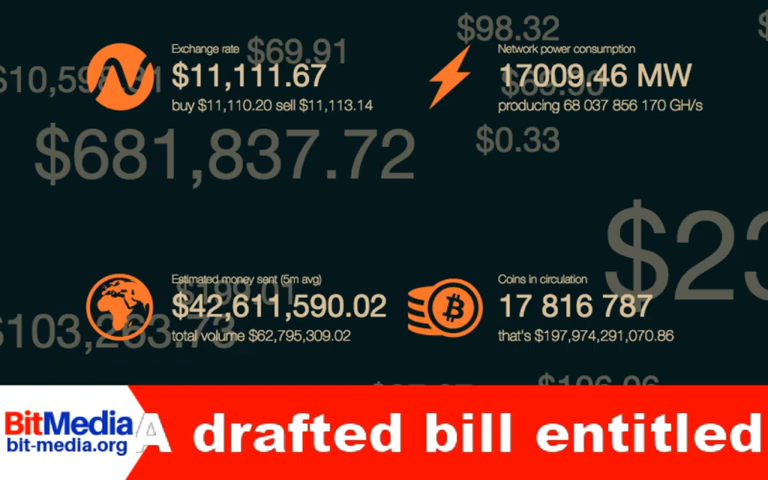 $98.32
Exchange rate
$69.91
Network power consumption
$11,111.67
17009.46 MW
buy $11,110.20 sell $11,113.14
producing 68 037 856 170 GH/s
$681,837.72
$0.33
Estimated money sent (5m avg)
Coins in circulation
$42,611,590.02
17 816 787
total volume $62,795,309.02
that's $197,974,291,070.86
BitMedia
bit-media.org
A drafted bill entitled